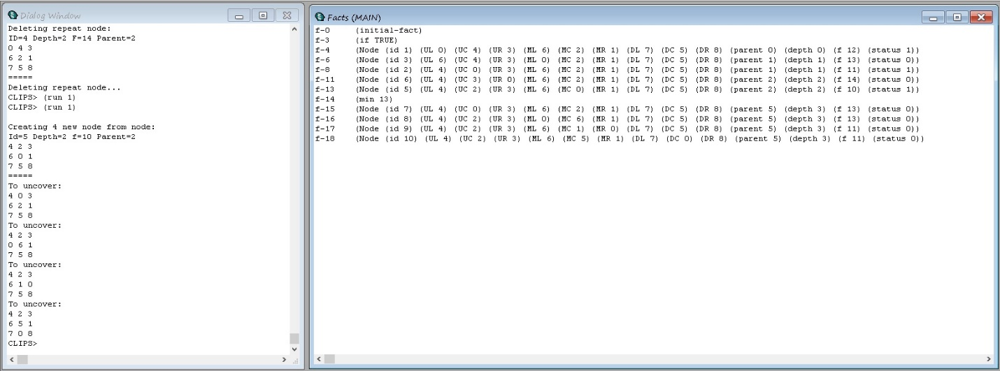 Dialog Window
Deleting repeat node:
ID=4 Depth=2 F=14 Parent=2
0 4 3
6 2 1
7 5 8
=====
Deleting repeat node...
CLIPS> (run 1)
CLIPS> (run 1)
Creating 4 new node from node:
Id=5 Depth=2 f=10 Parent=2
4 2 3
6 0 1
7 5 8
=====
To uncover:
4 0 3
6 2 1
7 5 8
To uncover:
4 2 3
0 6 1
7 5 8
To uncover:
4 2 3
6 1 0
7 5 8
To uncover:
4 2 3
6 5 1
7 0 8
CLIPS>
Facts (MAIN)
f-0 (initial-fact)
f-3 (if TRUE)
f-4 (Node (id 1) (UL 0) (UC 4) (UR 3) (ML 6) (MC 2) (MR 1) (DL 7) (DC 5) (DR 8) (parent 0) (depth 0) (f 12) (status 1))
f-6 (Node (id 3) (UL 6) (UC 4) (UR 3) (ML 0) (MC 2) (MR 1) (DL 7) (DC 5) (DR 8) (parent 1) (depth 1) (f 13) (status 0))
f-8 (Node (id 2) (UL 4) (UC 0) (UR 3) (ML 6) (MC 2) (MR 1) (DL 7) (DC 5) (DR 8) (parent 1) (depth 1) (f 11) (status 1))
f-11 (Node (id 6) (UL 4) (UC 3) (UR 0) (ML 6) (MC 2) (MR 1) (DL 7) (DC 5) (DR 8) (parent 2) (depth 2) (f 14) (status 0))
f-13 (Node (id 5) (UL 4) (UC 2) (UR 3) (ML 6) (MC 0) (MR 1) (DL 7) (DC 5) (DR 8) (parent 2) (depth 2) (f 10) (status 1))
f-14 (min 13)
f-15 (Node (id 7) (UL 4) (UC 0) (UR 3) (ML 6) (MC 2) (MR 1) (DL 7) (DC 5) (DR 8) (parent 5) (depth 3) (f 13) (status 0))
f-16 (Node (id 8) (UL 4) (UC 2) (UR 3) (ML 0) (MC 6) (MR 1) (DL 7) (DC 5) (DR 8) (parent 5) (depth 3) (f 13) (status 0))
f-17 (Node (id 9) (UL 4) (UC 2) (UR 3) (ML 6) (MC 1) (MR 0) (DL 7) (DC 5) (DR 8) (parent 5) (depth 3) (f 11) (status 0))
f-18 (Node (id 10) (UL 4) (UC 2) (UR 3) (ML 6) (MC 5) (MR 1) (DL 7) (DC 0) (DR 8) (parent 5) (depth 3) (f 11) (status 0))